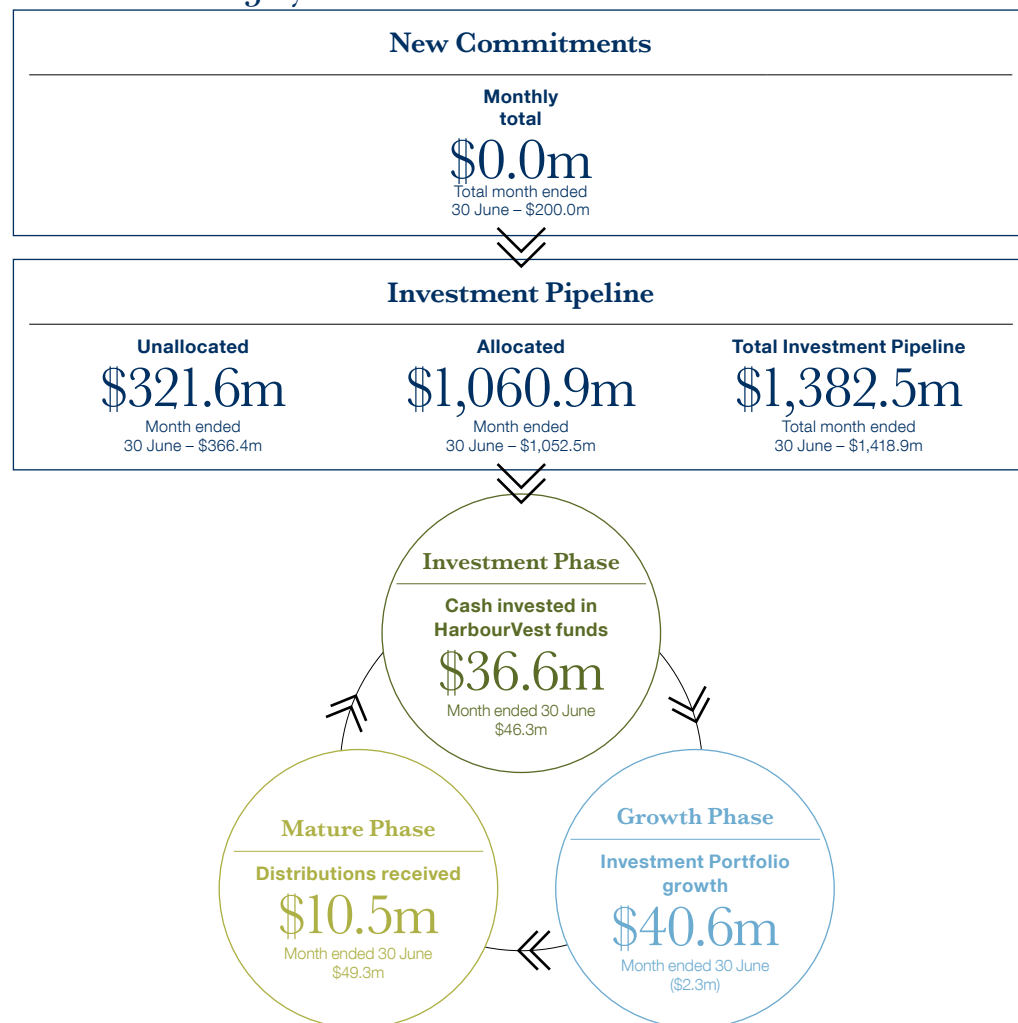 New Commitments
Monthly
total
$0.0m
Total month ended
30 June – $200.0m
Investment Pipeline
Unallocated
$321.6m
Month ended
30 June – $366.4m
Allocated
$1,060.9m
Month ended
30 June – $1,052.5m
Total Investment Pipeline
$1,382.5m
Total month ended
30 June – $1,418.9m
Investment Phase
Cash invested in
HarbourVest funds
$36.6m
Month ended 30 June
$46.3m
Mature Phase
Distributions received
$10.5m
Month ended 30 June
$49.3m
Growth Phase
Investment Portfolio
growth
$40.6m
Month ended 30 June
($2.3m)